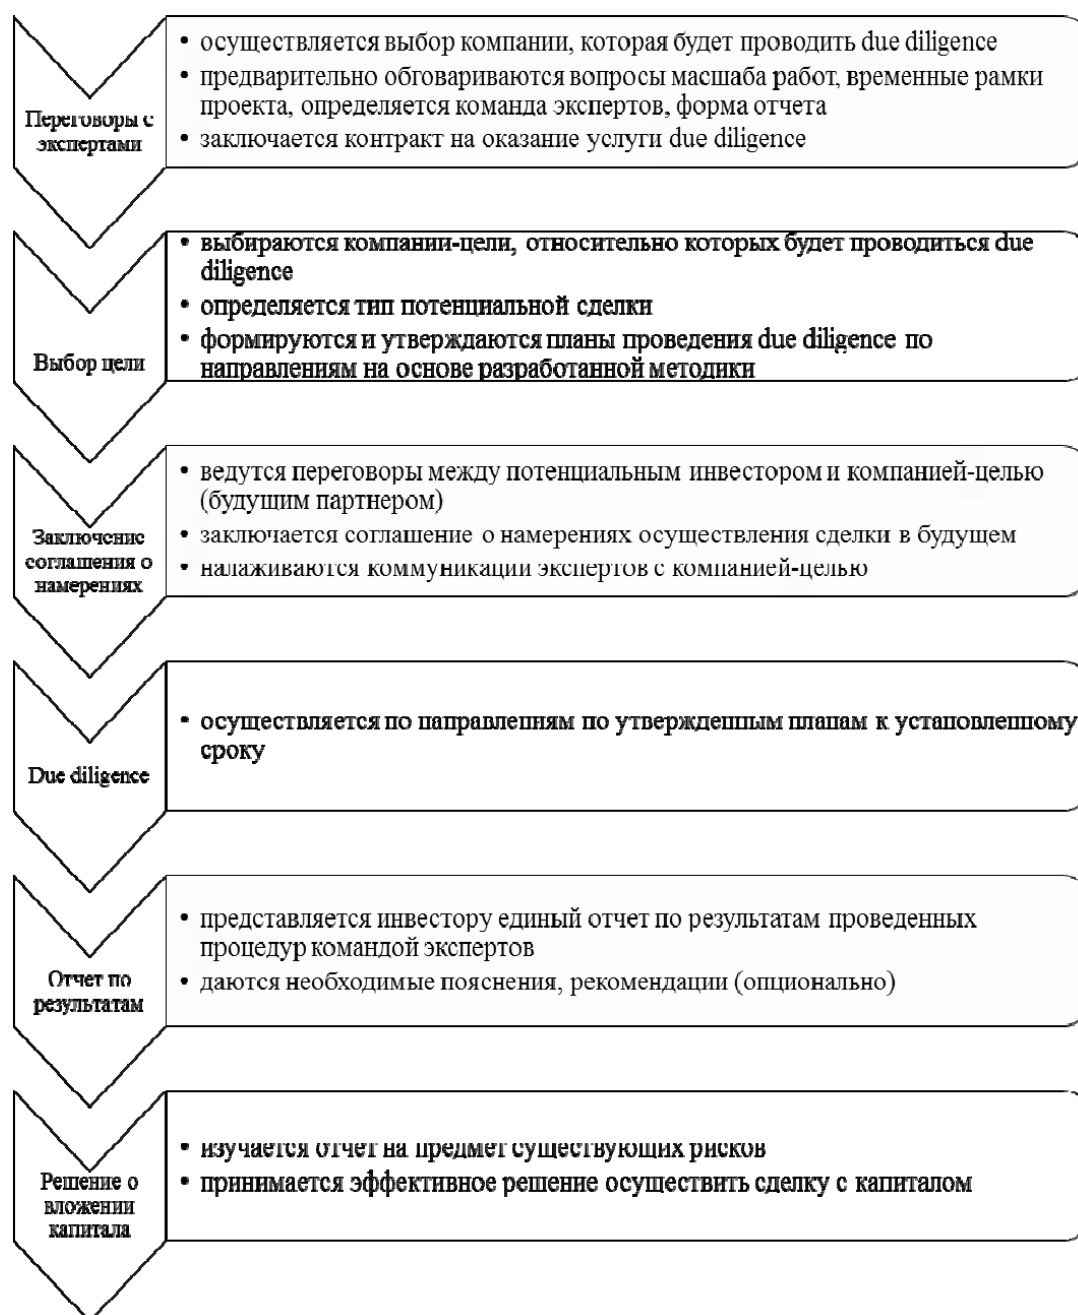 Переговоры с
экспертами
• осуществляется выбор компании, которая будет проводить due diligence
• предварительно обговариваются вопросы масштаба работ, временные рамки
проекта, определяется команда экспертов, форма отчета
• заключается контракт на оказание услуги due diligence
Выбор цели
• выбираются компании-цели, относительно которых будет проводиться due
diligence
• определяется тип потенциальной сделки
• формируются и утверждаются планы проведения due diligence по
направлениям на основе разработанной методики
Заключение
соглашения о
намерениях
• ведутся переговоры между потенциальным инвестором и компанией-целью
(будущим партнером)
• заключается соглашение о намерениях осуществления сделки в будущем
• налаживаются коммуникации экспертов с компанией-целью
Due diligence
• осуществляется по направлениям по утвержденным планам к установленному
сроку
Отчет по
результатам
• представляется инвестору единый отчет по результатам проведенных
процедур командой экспертов
• даются необходимые пояснения, рекомендации (опционально)
Решение о
вложении
капитала
• изучается отчет на предмет существующих рисков
• принимается эффективное решение осуществить сделку с капиталом